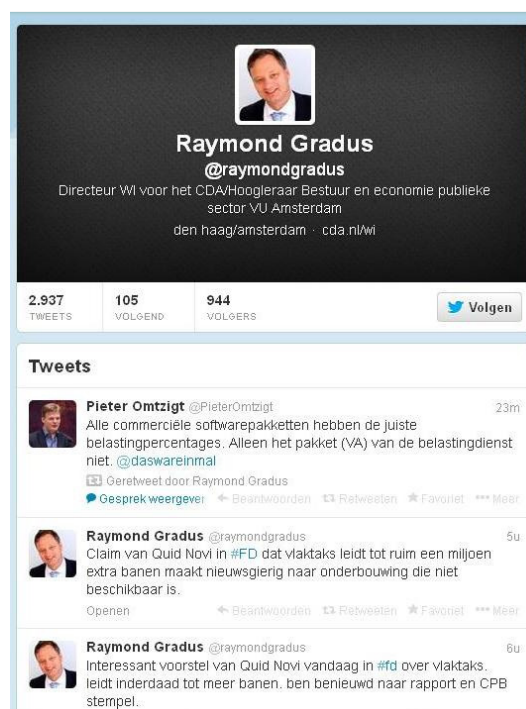 Raymond Gradus
@raymondgradus
Directeur WI voor het CDA/Hoogleraar Bestuur en economie publieke
sector VU Amsterdam
den haag/amsterdam · cda.nl/wi
2.937 105 944
TWEETS VOLGEND VOLGERS
Volgen
Tweets
Pieter Omtzigt @PieterOmtzigt 23m
Alle commerciële softwarepakketten hebben de juiste
belastingpercentages. Alleen het pakket (VA) van de belastingdienst
niet. @daswareinmal
Geretweet door Raymond Gradus
Gesprek weergever Beantwoorden Retweeten Favoriet Meer
Raymond Gradus @raymondgradus 5u
Claim van Quid Novi in #FD dat vlaktaks leidt tot ruim een miljoen
extra banen maakt nieuwsgierig naar onderbouwing die niet
beschikbaar is.
Openen Beantwoorden Retweeten Favoriet Meer
Raymond Gradus @raymondgradus 6u
Interessant voorstel van Quid Novi vandaag in #fd over vlaktaks.
leidt inderdaad tot meer banen. ben benieuwd naar rapport en CPB
stempel.